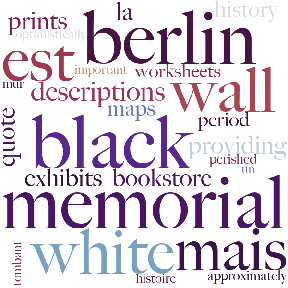 la
history
prints
berlin
optimistically
est
important
worksheets
wall
mur
descriptions
maps
period
quote
black
providing
perished
exhibits
bookstore
un
memorial
white
mais
tombant
histoire
approximately